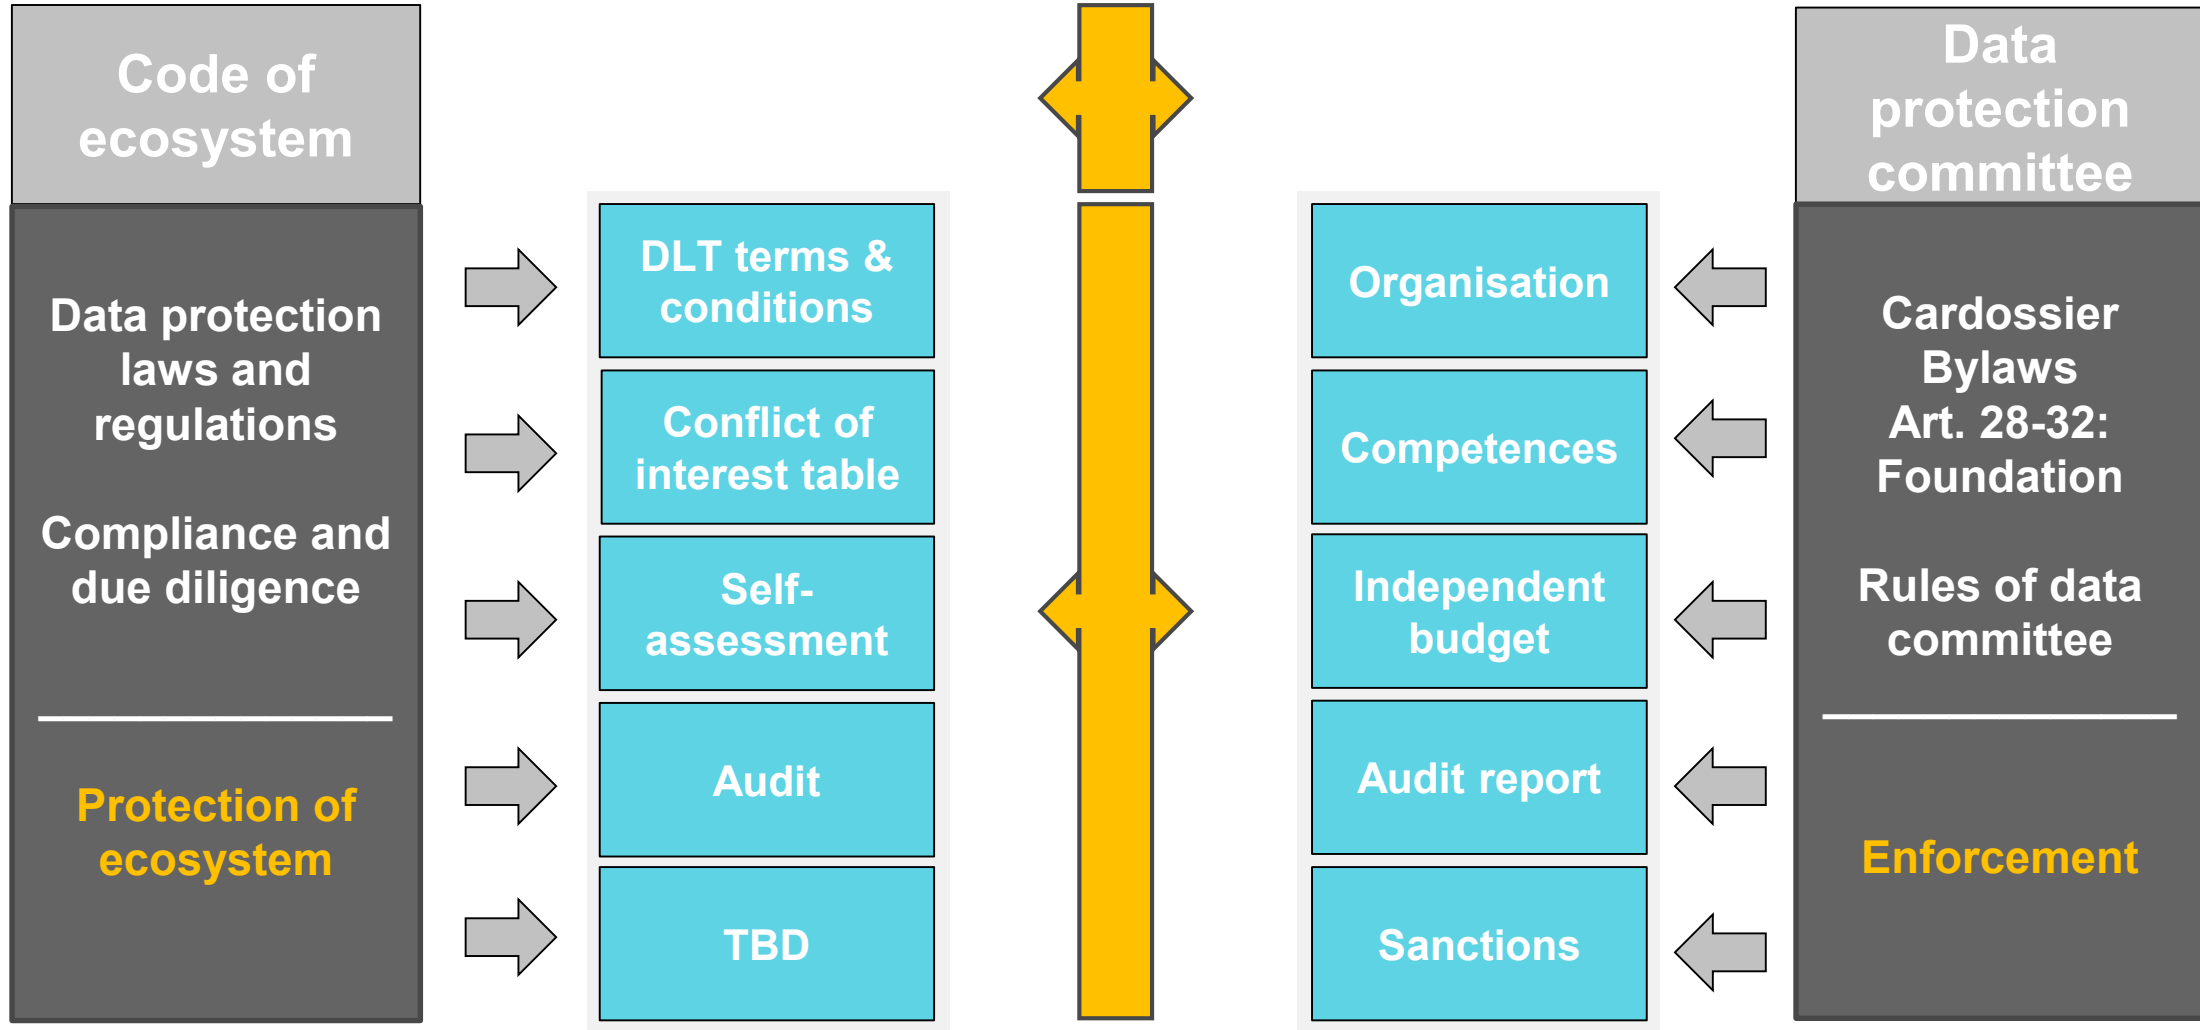 Code of
ecosystem
Data protection
laws and
regulations
Compliance and
due diligence
Protection of
ecosystem
DLT terms &
conditions
Conflict of
interest table
Self-
assessment
Audit
TBD
Organisation
Competences
Independent
budget
Audit report
Sanctions
Data
protection
committee
Cardossier
Bylaws
Art. 28-32:
Foundation
Rules of data
committee
Enforcement